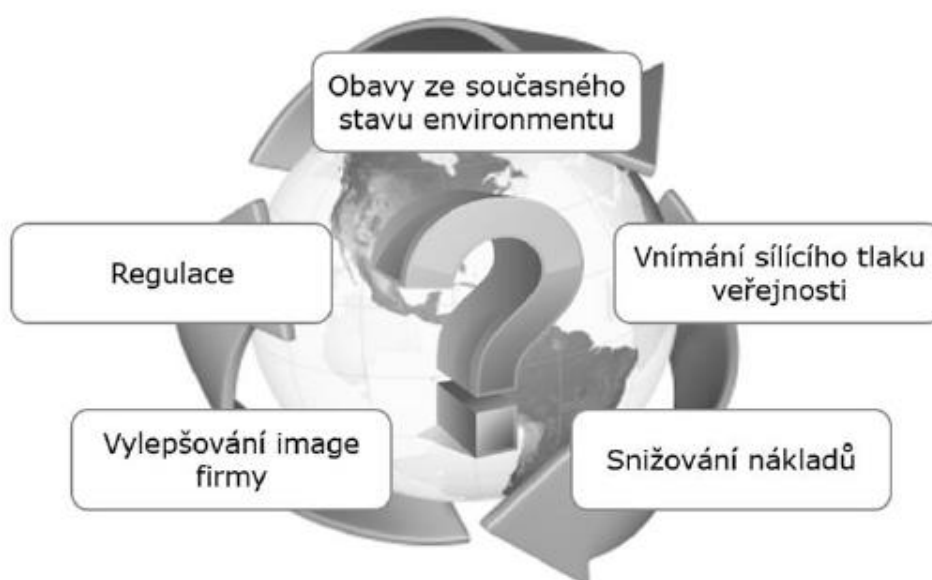 Obavy ze současného
stavu environmentu
Regulace
Vnímání sílícího tlaku
veřejnosti
Vylepšování image
firmy
Snižování nákladů